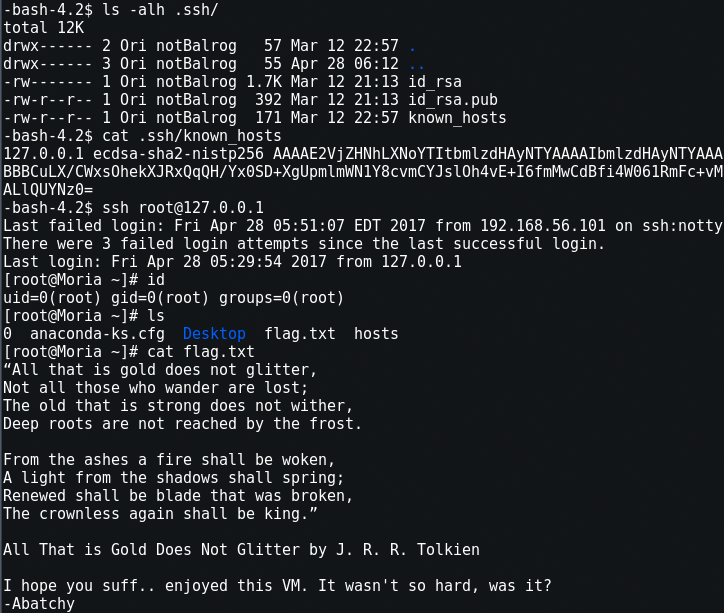 -bash-4.2$ ls -alh .ssh/
total 12K
drwx------ 2 Ori notBalrog   57 Mar 12 22:57 .
drwx------ 3 Ori notBalrog   55 Apr 28 06:12 ..
-rw------- 1 Ori notBalrog 1.7K Mar 12 21:13 id_rsa
-rw-r--r-- 1 Ori notBalrog  392 Mar 12 21:13 id_rsa.pub
-rw-r--r-- 1 Ori notBalrog  171 Mar 12 22:57 known_hosts
-bash-4.2$ cat .ssh/known_hosts
127.0.0.1 ecdsa-sha2-nistp256 AAAAE2VjZHNhLXNoYTItbmlzdHAyNTYAAAAIbmlzdHAyNTYAAA
BBBCuLX/CWxsOhekXJRxQqQH/Yx0SD+XgUpmlmWN1Y8cvmCYJslOh4vE+I6fmMwCdBfi4W061RmFc+vM
ALlQUYNz0=
-bash-4.2$ ssh root@127.0.0.1
Last failed login: Fri Apr 28 05:51:07 EDT 2017 from 192.168.56.101 on ssh:notty
There were 3 failed login attempts since the last successful login.
Last login: Fri Apr 28 05:29:54 2017 from 127.0.0.1
[root@Moria ~]# id
uid=0(root) gid=0(root) groups=0(root)
[root@Moria ~]# ls
0  anaconda-ks.cfg  Desktop  flag.txt  hosts
[root@Moria ~]# cat flag.txt
“All that is gold does not glitter,
Not all those who wander are lost;
The old that is strong does not wither,
Deep roots are not reached by the frost.

From the ashes a fire shall be woken,
A light from the shadows shall spring;
Renewed shall be blade that was broken,
The crownless again shall be king.”

All That is Gold Does Not Glitter by J. R. R. Tolkien

I hope you suff.. enjoyed this VM. It wasn't so hard, was it?
-Abatchy